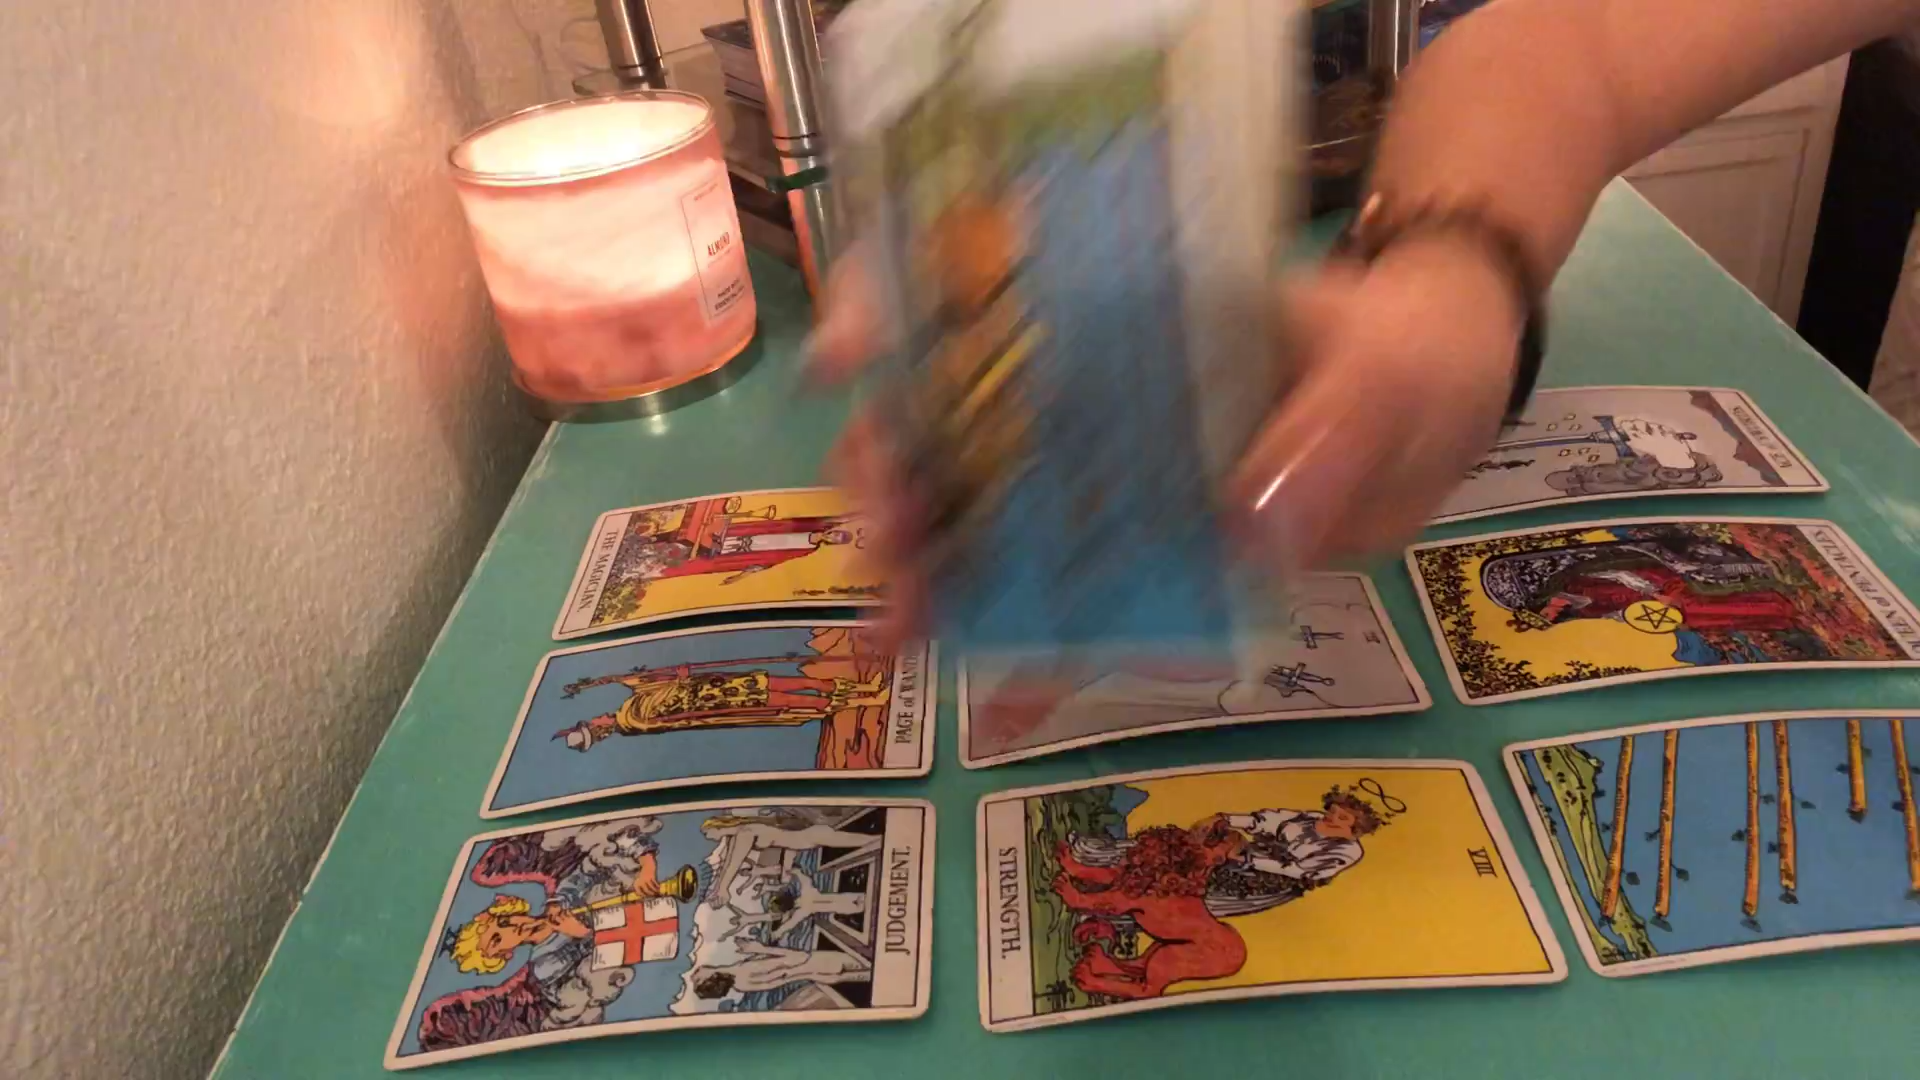 ALMOND
THE MAGICIAN.
PAGE of WANDS
ACE of SWORDS.
QUEEN of PENTACLES.
JUDGEMENT.
STRENGTH.
VIII